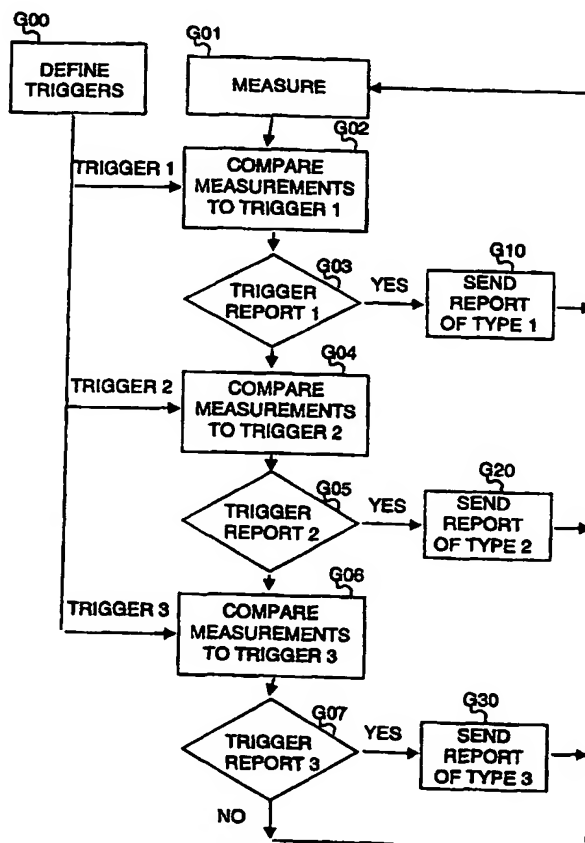 G00
DEFINE
TRIGGERS
G01
MEASURE
G02
TRIGGER 1
COMPARE
MEASUREMENTS
TO TRIGGER 1
G03
TRIGGER
REPORT 1
YES
G10
SEND
REPORT
OF TYPE 1
G04
TRIGGER 2
COMPARE
MEASUREMENTS
TO TRIGGER 2
G05
TRIGGER
REPORT 2
YES
G20
SEND
REPORT
OF TYPE 2
G06
TRIGGER 3
COMPARE
MEASUREMENTS
TO TRIGGER 3
G07
TRIGGER
REPORT 3
YES
G30
SEND
REPORT
OF TYPE 3
NO